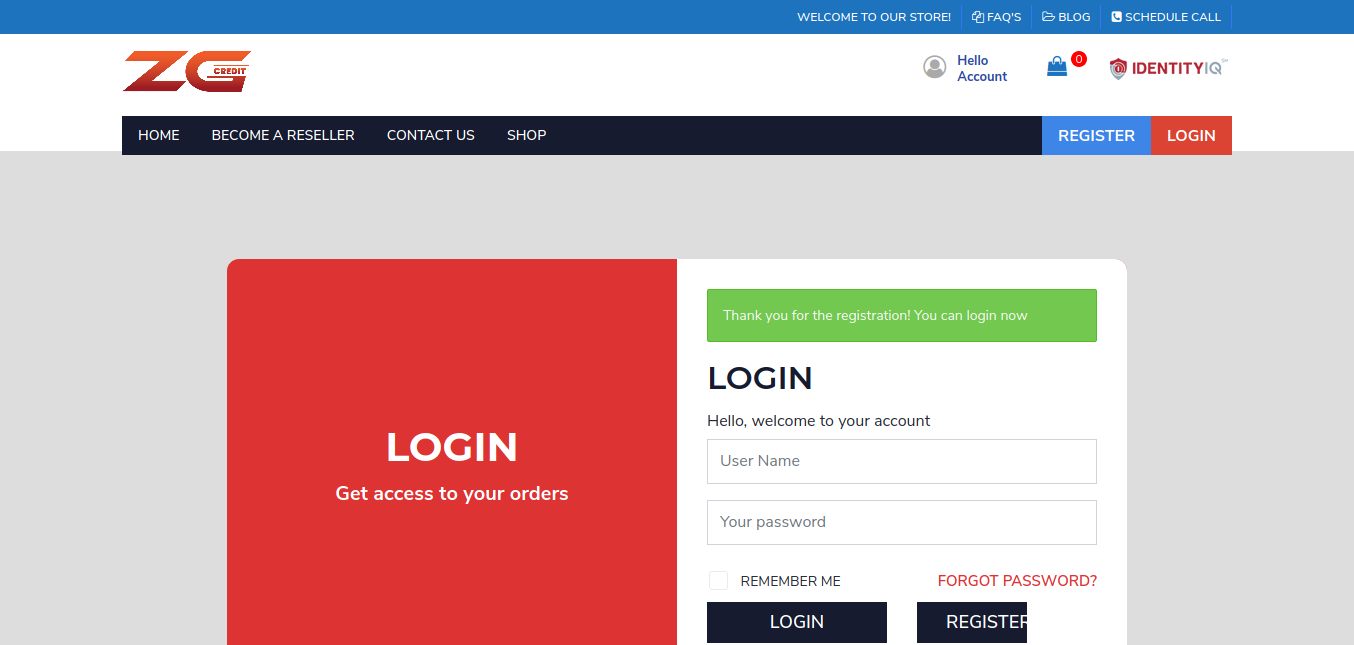 WELCOME TO OUR STORE! FAQ'S BLOG SCHEDULE CALL
ZG CREDIT
Hello
Account
0
IDENTITYIQ
HOME BECOME A RESELLER CONTACT US SHOP REGISTER LOGIN
LOGIN
Get access to your orders
Thank you for the registration! You can login now
LOGIN
Hello, welcome to your account
User Name
Your password
REMEMBER ME FORGOT PASSWORD?
LOGIN REGISTER